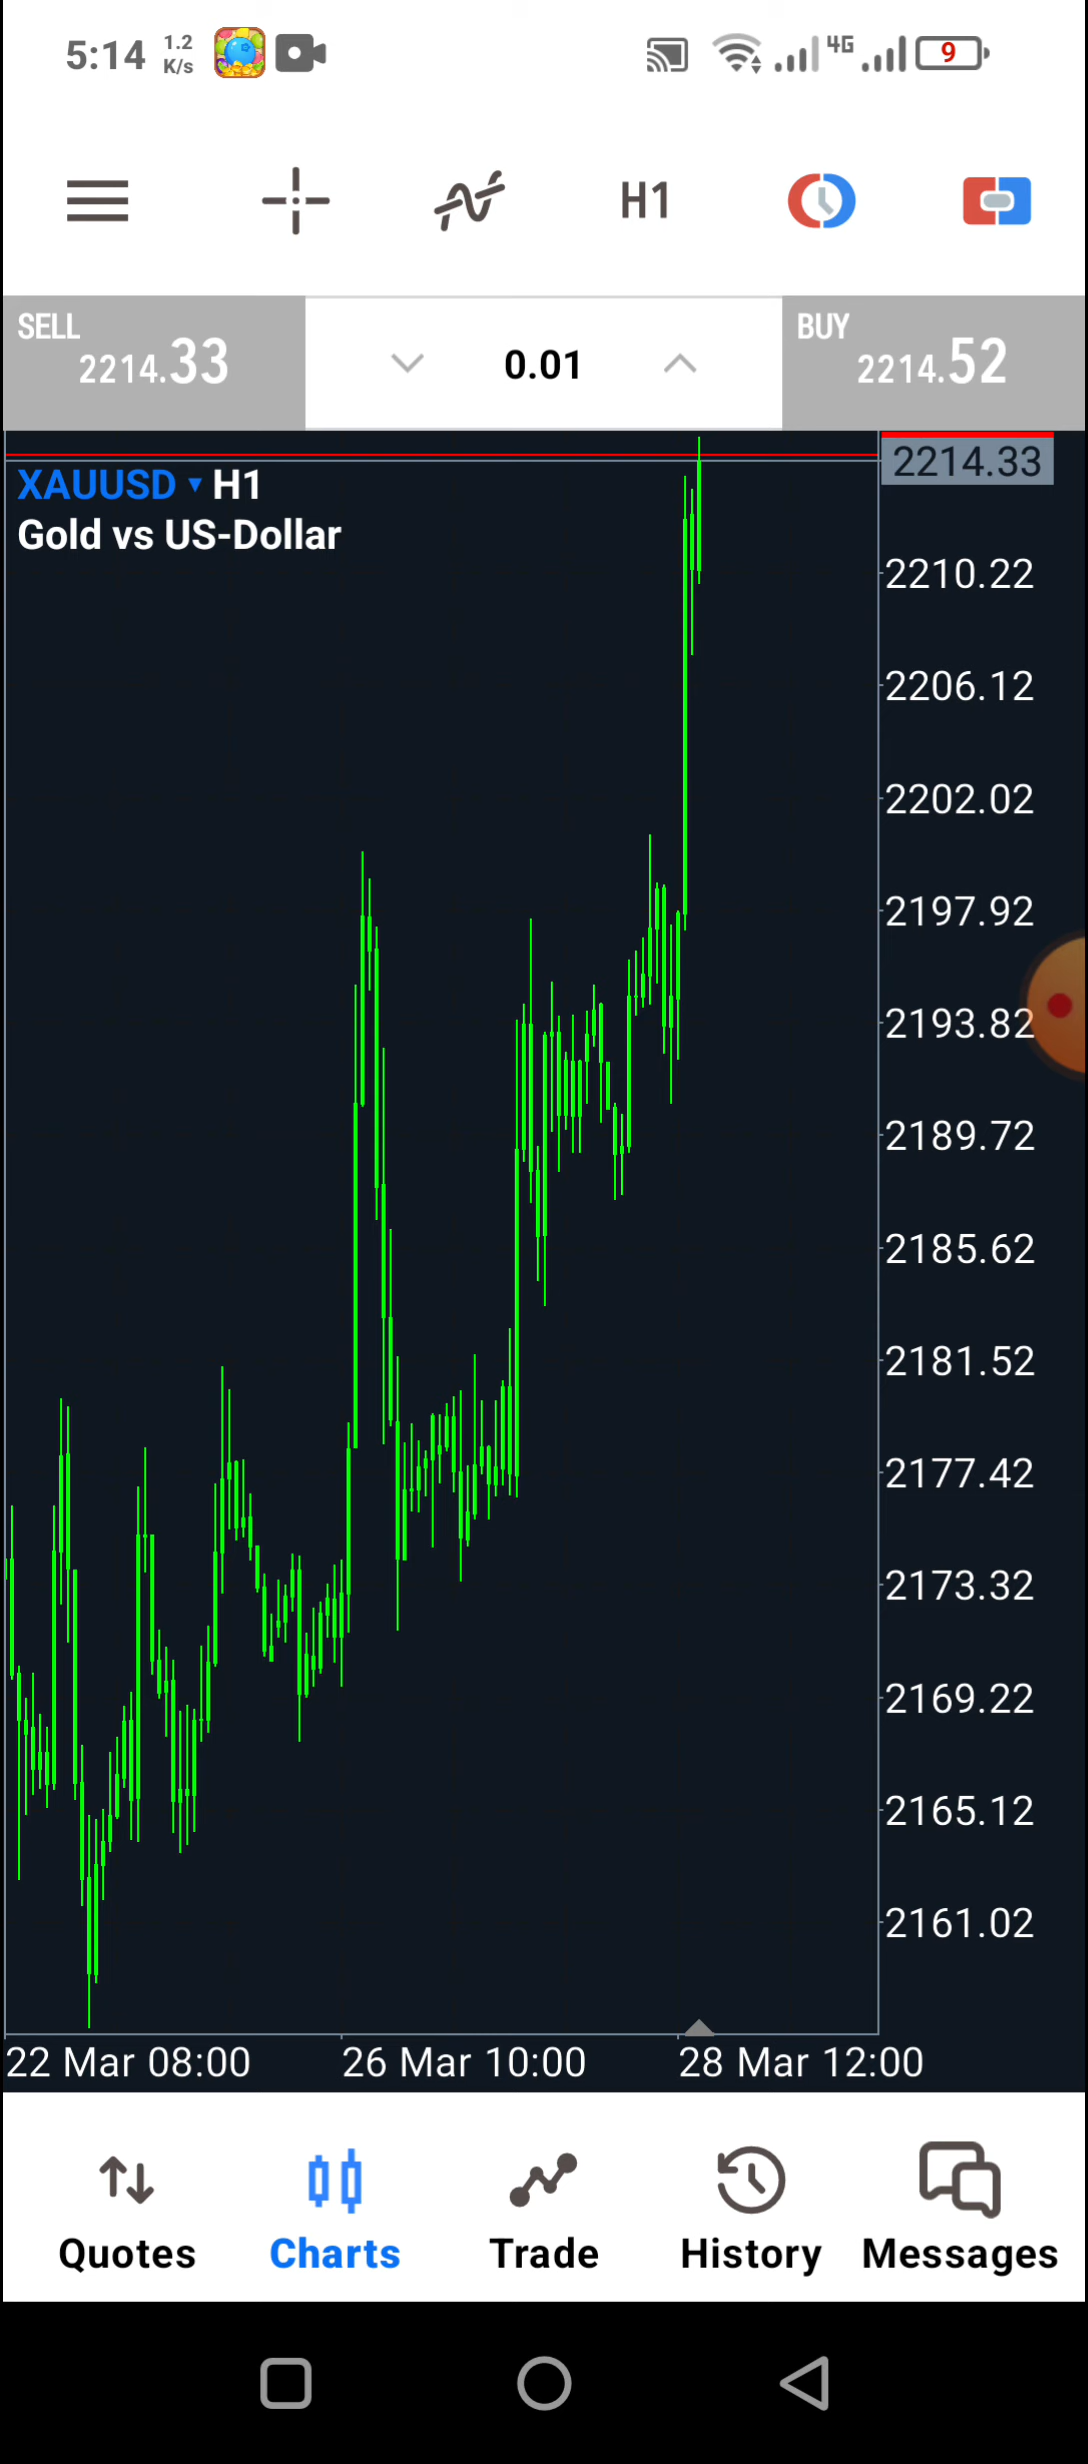 5:14 1.2 K/s 4G 9
H1
SELL 2214.33 0.01 BUY 2214.52
XAUUSD ▾ H1 2214.33
Gold vs US-Dollar
2210.22
2206.12
2202.02
2197.92
2193.82
2189.72
2185.62
2181.52
2177.42
2173.32
2169.22
2165.12
2161.02
22 Mar 08:00 26 Mar 10:00 28 Mar 12:00
Quotes Charts Trade History Messages